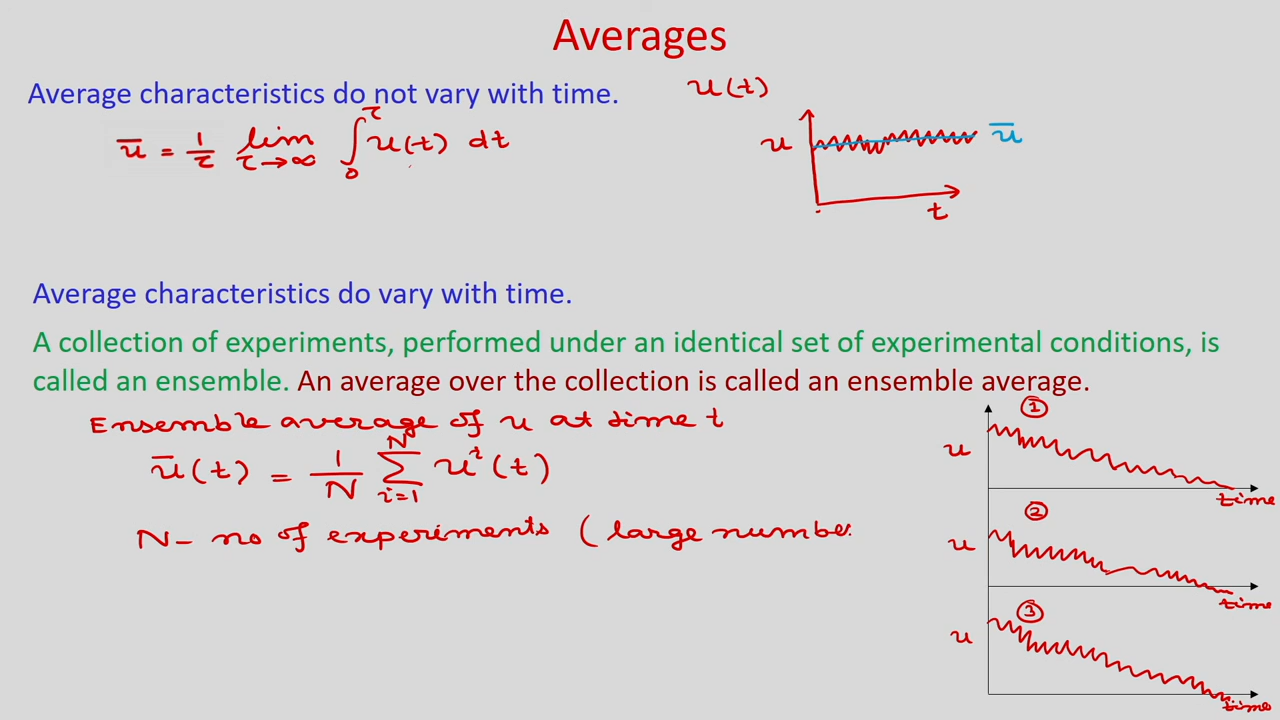 Averages
Average characteristics do not vary with time.
u(t)
ū = 1/τ lim τ→∞ ∫₀^τ u(t) dt
u
ū
t
Average characteristics do vary with time.
A collection of experiments, performed under an identical set of experimental conditions, is
called an ensemble. An average over the collection is called an ensemble average.
Ensemble average of u at time t
ū(t) = 1/N ∑_{i=1}^{N} uⁱ(t)
N - no of experiments (large number
①
u
time
②
u
time
③
u
time